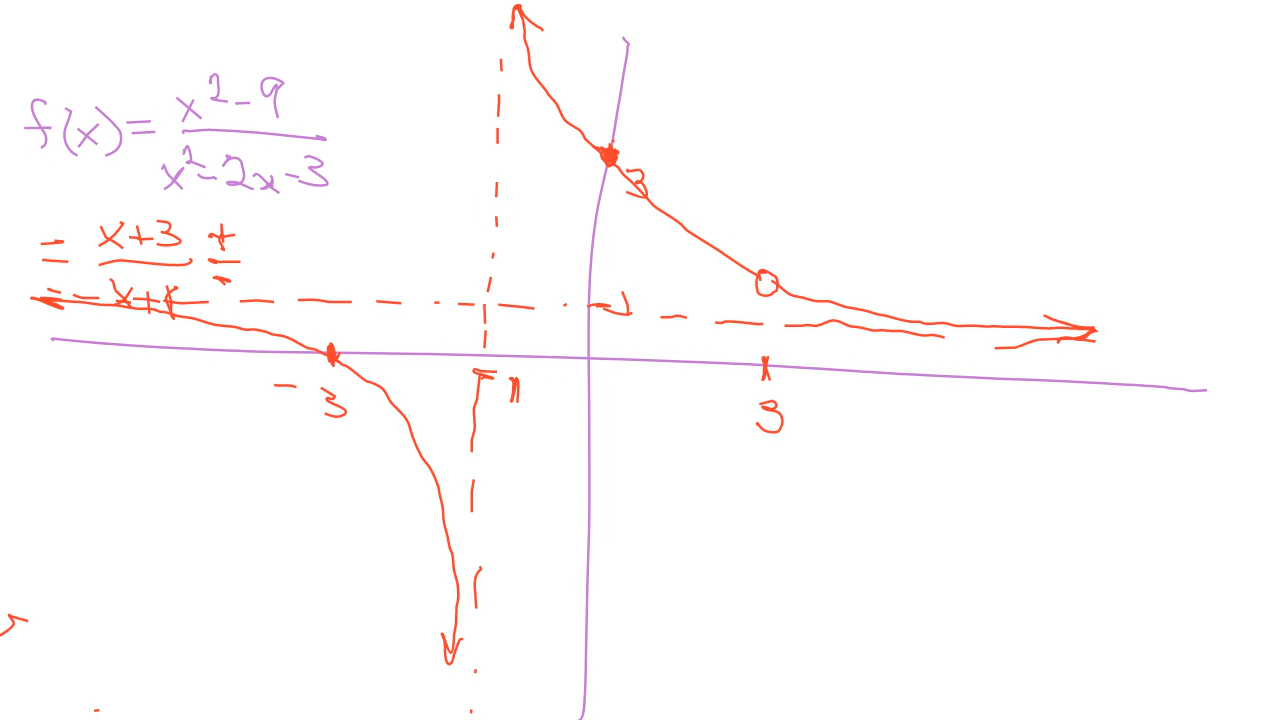 f(x) = x² - 9 / x² - 2x - 3
= x + 3 / x + 1
3
1
-3
-1
3